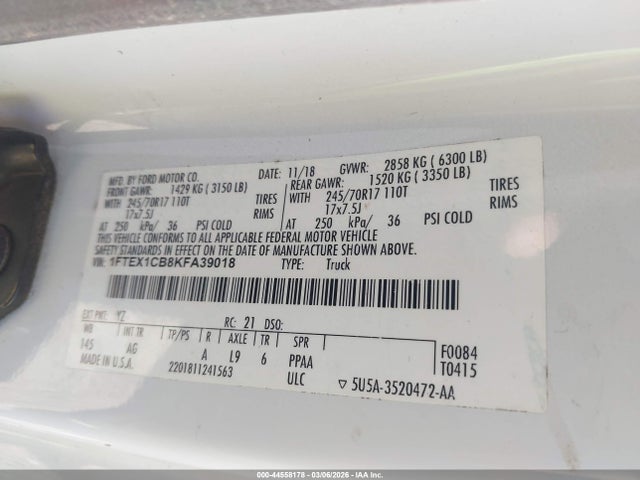 MFD. BY FORD MOTOR CO.
DATE: 11/18 GVWR: 2858 KG ( 6300 LB)
FRONT GAWR: 1429 KG ( 3150 LB)
REAR GAWR: 1520 KG ( 3350 LB)
WITH 245/70R17 110T TIRES
WITH 245/70R17 110T TIRES
17x7.5J RIMS
17x7.5J RIMS
AT 250 kPa/ 36 PSI COLD
AT 250 kPa/ 36 PSI COLD
THIS VEHICLE CONFORMS TO ALL APPLICABLE FEDERAL MOTOR VEHICLE
SAFETY STANDARDS IN EFFECT ON THE DATE OF MANUFACTURE SHOWN ABOVE.
VIN: 1FTEX1CB8KFA39018 TYPE: Truck
EXT PNT: YZ RC: 21 DSO:
WB INT TR TP/PS R AXLE TR SPR
145 AG A L9 6 PPAA
MADE IN U.S.A. 2201811241563 ULC
F0084
T0415
▽ 5U5A-3520472-AA
000-44558178 - 03/06/2026 - IAA Inc.